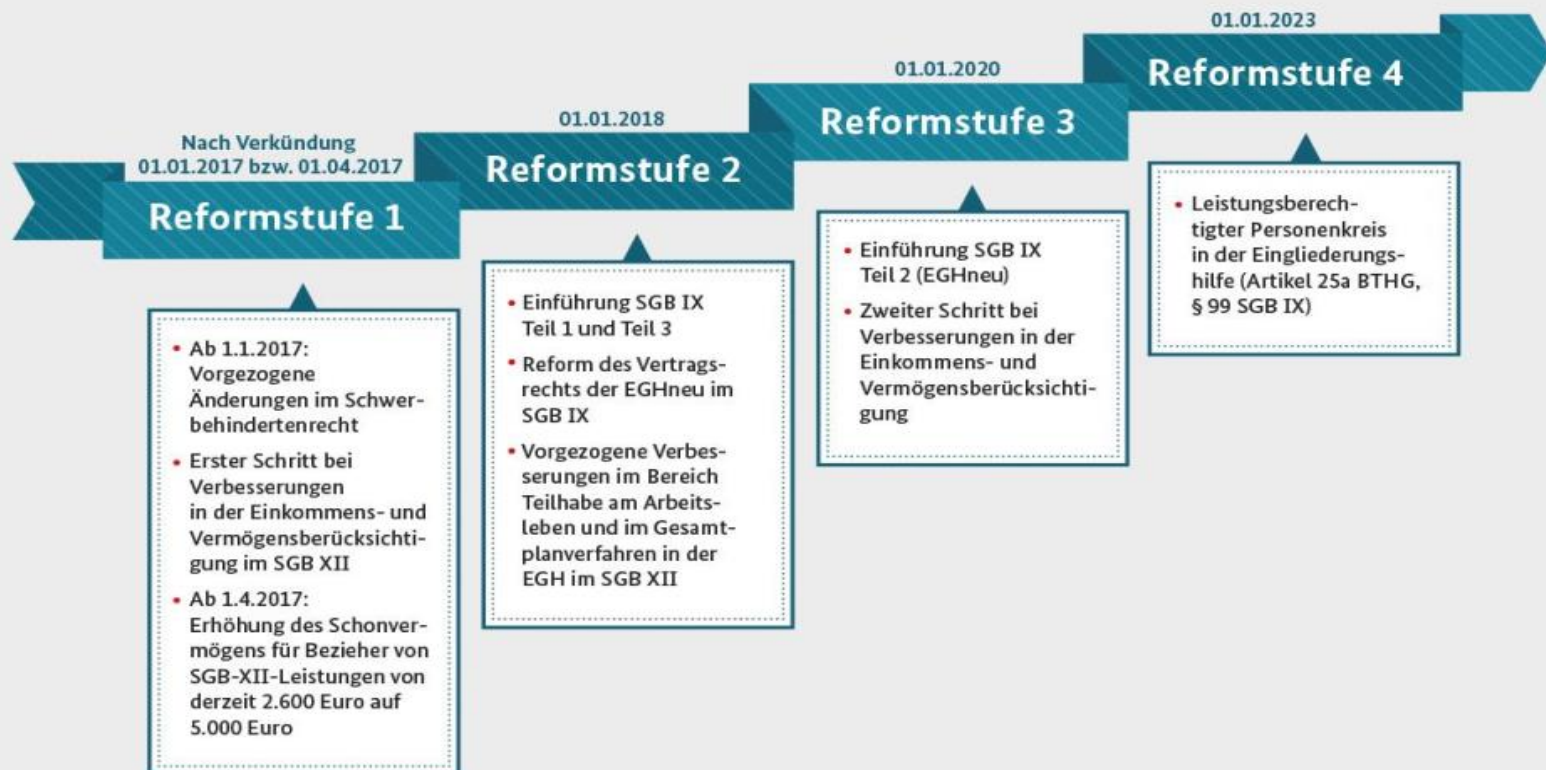 Nach Verkündung
01.01.2017 bzw. 01.04.2017
Reformstufe 1
• Ab 1.1.2017:
Vorgezogene
Änderungen im Schwer-
behindertenrecht
• Erster Schritt bei
Verbesserungen
in der Einkommens- und
Vermögensberücksichti-
gung im SGB XII
• Ab 1.4.2017:
Erhöhung des Schonver-
mögens für Bezieher von
SGB-XII-Leistungen von
derzeit 2.600 Euro auf
5.000 Euro
01.01.2018
Reformstufe 2
• Einführung SGB IX
Teil 1 und Teil 3
• Reform des Vertrags-
rechts der EGHneu im
SGB IX
• Vorgezogene Verbes-
serungen im Bereich
Teilhabe am Arbeits-
leben und im Gesamt-
planverfahren in der
EGH im SGB XII
01.01.2020
Reformstufe 3
• Einführung SGB IX
Teil 2 (EGHneu)
• Zweiter Schritt bei
Verbesserungen in der
Einkommens- und
Vermögensberücksichti-
gung
01.01.2023
Reformstufe 4
• Leistungsberech-
tigter Personenkreis
in der Eingliederungs-
hilfe (Artikel 25a BTHG,
§ 99 SGB IX)